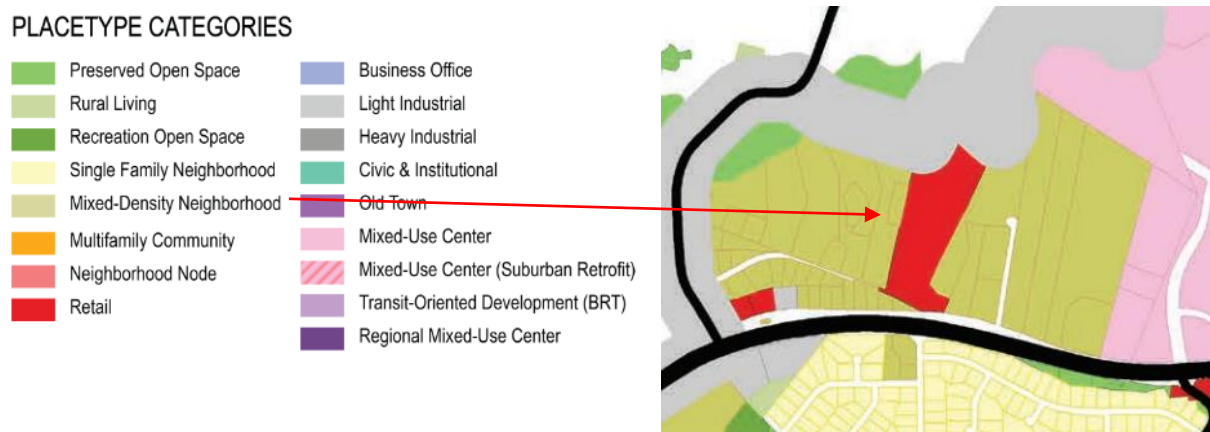 PLACETYPE CATEGORIES
Preserved Open Space
Rural Living
Recreation Open Space
Single Family Neighborhood
Mixed-Density Neighborhood
Multifamily Community
Neighborhood Node
Retail
Business Office
Light Industrial
Heavy Industrial
Civic & Institutional
Old Town
Mixed-Use Center
Mixed-Use Center (Suburban Retrofit)
Transit-Oriented Development (BRT)
Regional Mixed-Use Center